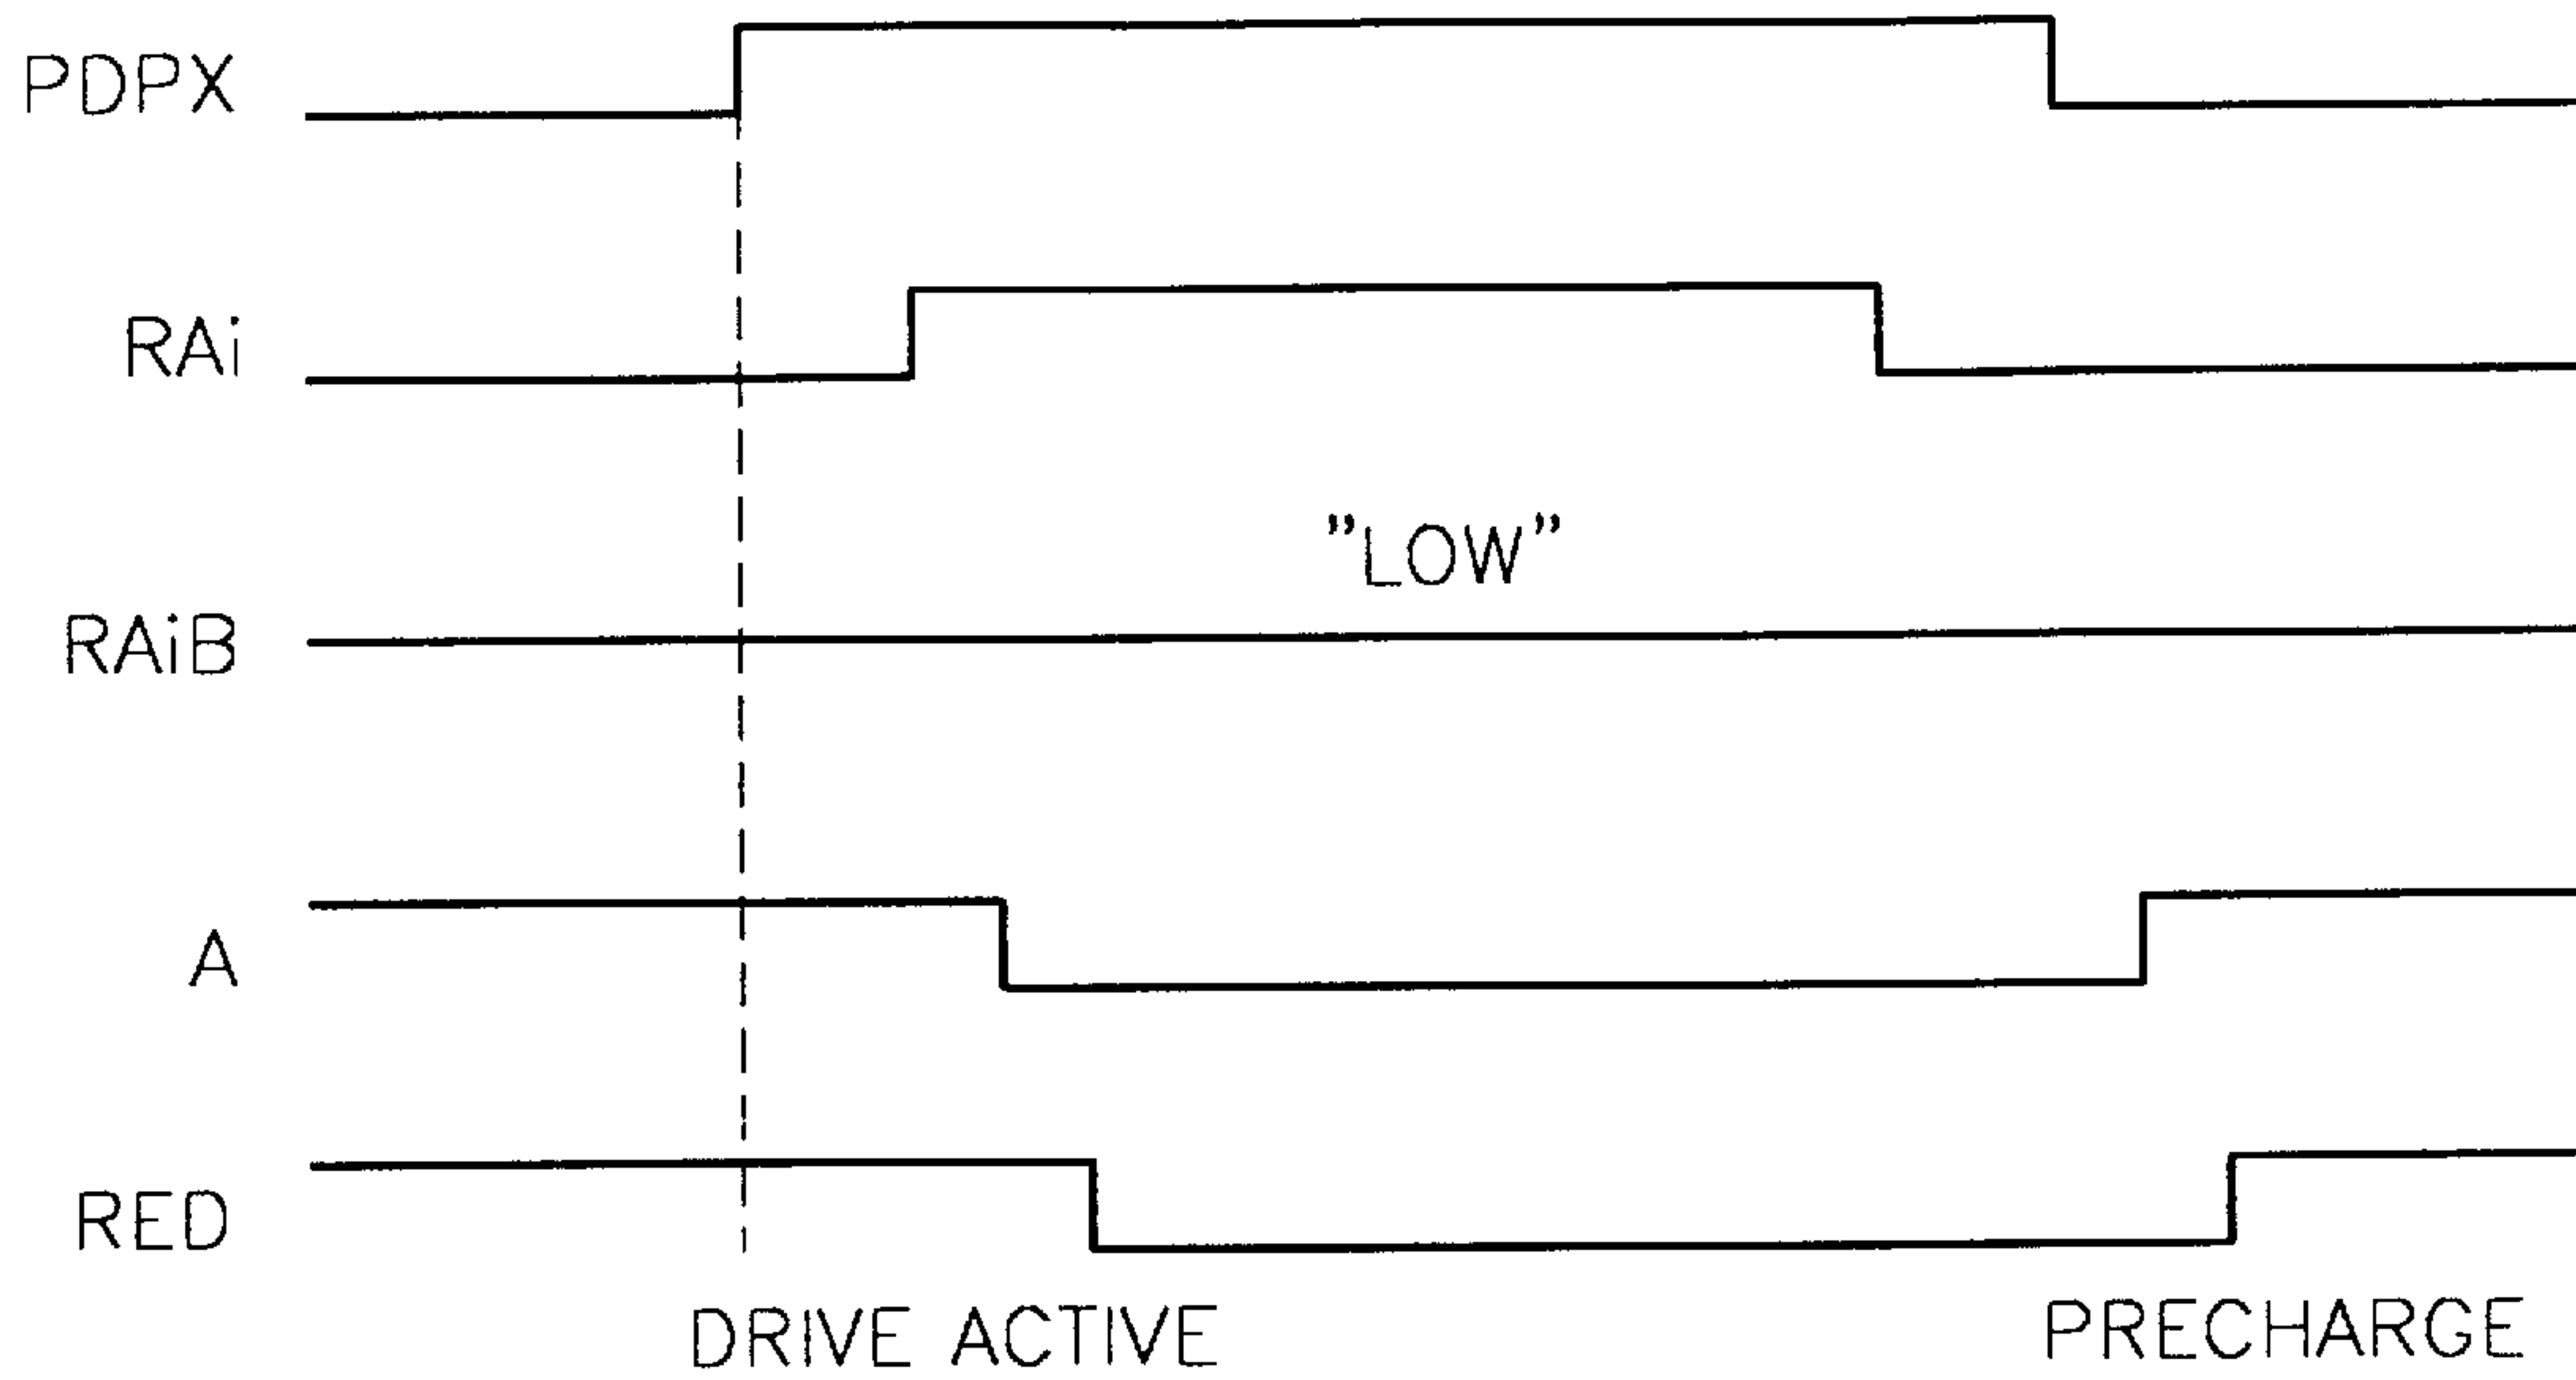 PDPX
RAi
"LOW"
RAiB
A
RED
DRIVE ACTIVE
PRECHARGE